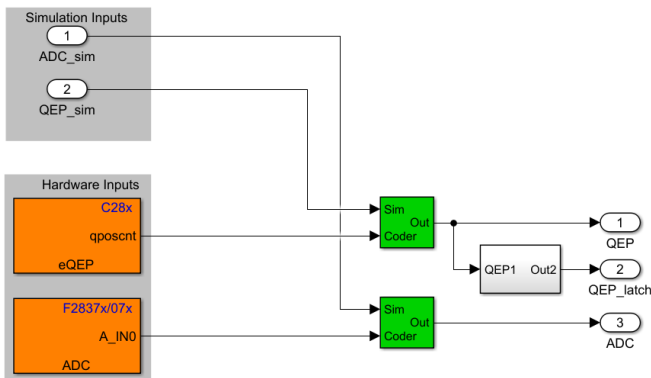 Simulation Inputs
1
ADC_sim
2
QEP_sim
Hardware Inputs
C28x
qposcnt
eQEP
F2837x/07x
A_IN0
ADC
Sim
Out
Coder
QEP1 Out2
Sim
Out
Coder
1
QEP
2
QEP_latch
3
ADC